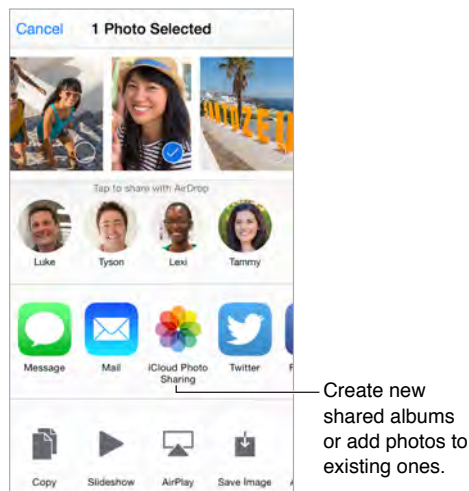 Cancel 1 Photo Selected
Tap to share with AirDrop
Luke Tyson Lexi Tammy
Message Mail iCloud Photo Sharing Twitter
Create new
shared albums
or add photos to
existing ones.
Copy Slideshow AirPlay Save Image